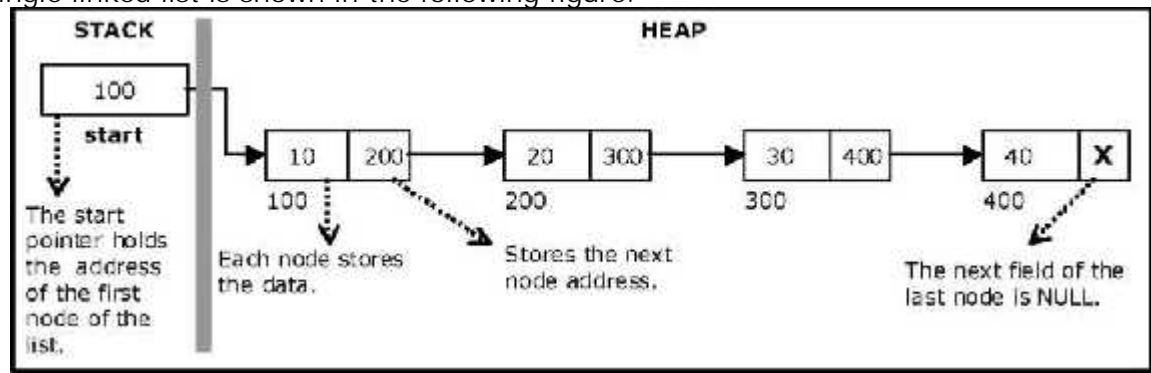 single linked list is shown in the following figure:
STACK
HEAP
100
start
10 200
20 300
30 400
40 X
100
200
300
400
The start
pointer holds
the address
of the first
node of the
list.
Each node stores
the data.
Stores the next
node address.
The next field of the
last node is NULL.